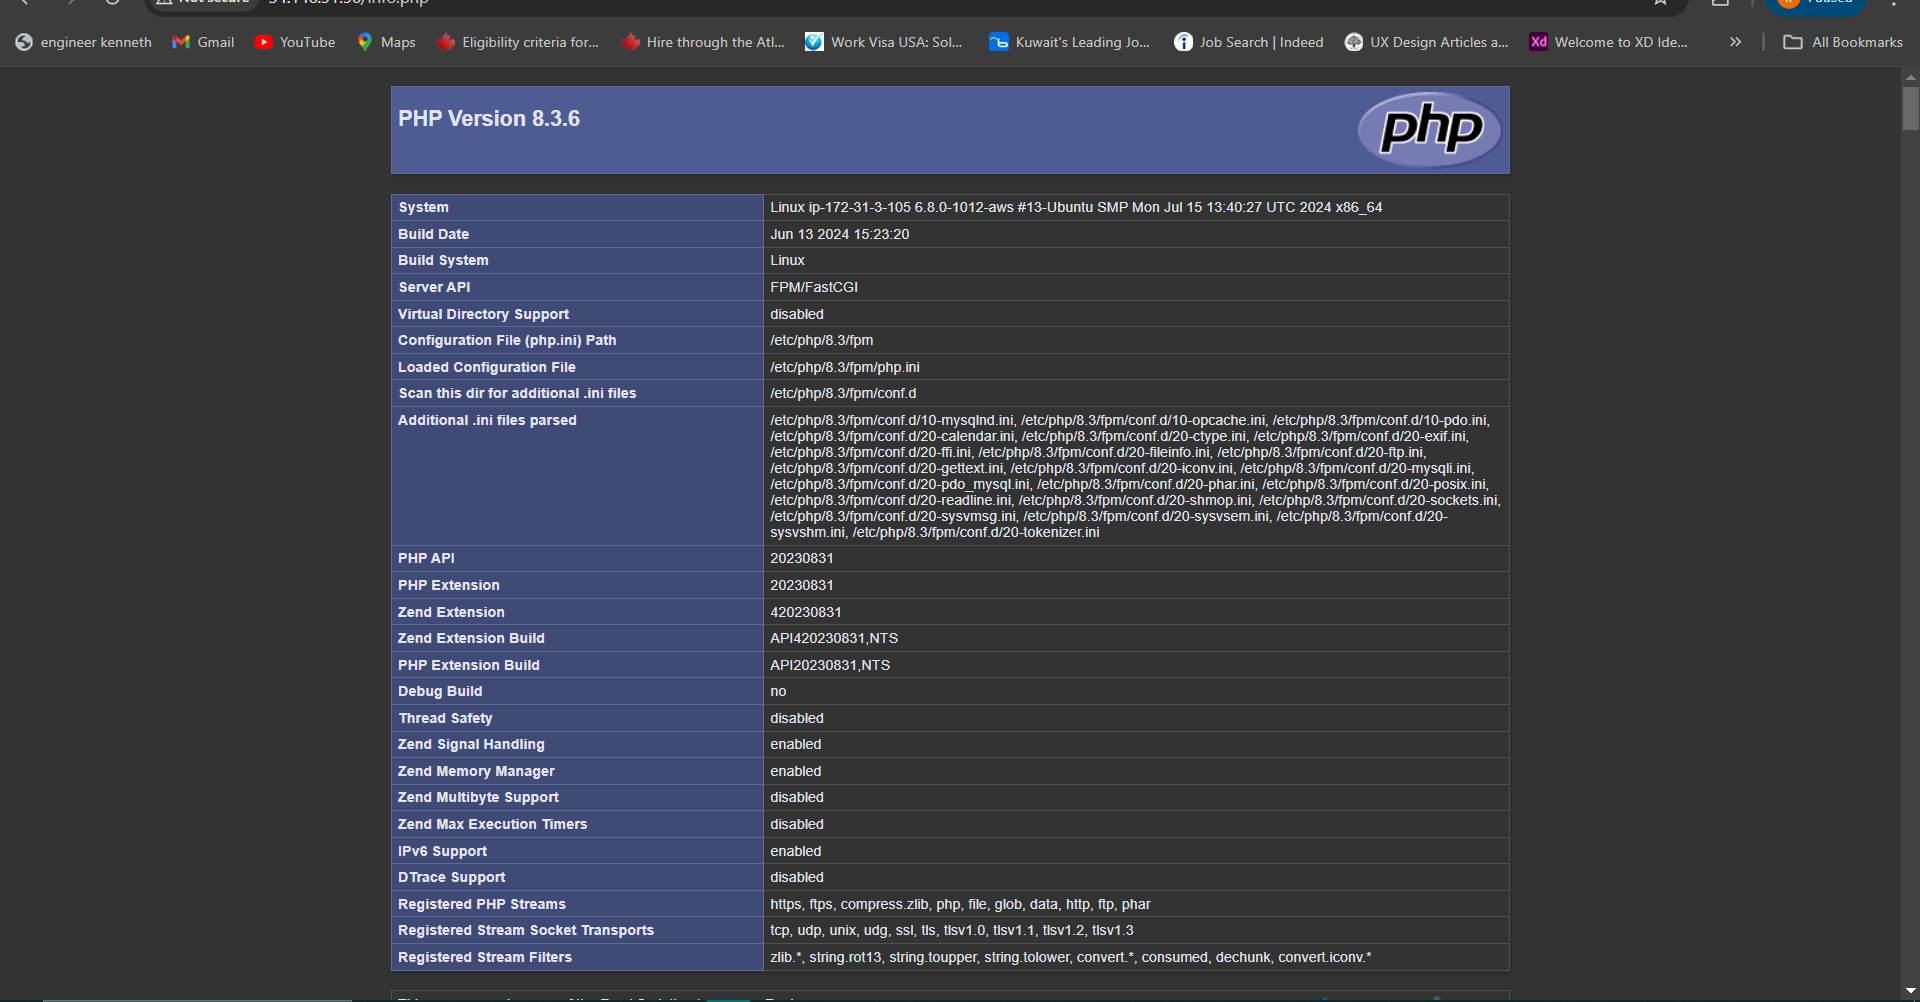 engineer kenneth
Gmail
YouTube
Maps
Eligibility criteria for...
Hire through the Atl...
Work Visa USA: Sol...
Kuwait's Leading Jo...
Job Search | Indeed
UX Design Articles a...
Xd
Welcome to XD Ide...
All Bookmarks
PHP Version 8.3.6
php
System Linux ip-172-31-3-105 6.8.0-1012-aws #13-Ubuntu SMP Mon Jul 15 13:40:27 UTC 2024 x86_64
Build Date Jun 13 2024 15:23:20
Build System Linux
Server API FPM/FastCGI
Virtual Directory Support disabled
Configuration File (php.ini) Path /etc/php/8.3/fpm
Loaded Configuration File /etc/php/8.3/fpm/php.ini
Scan this dir for additional .ini files /etc/php/8.3/fpm/conf.d
Additional .ini files parsed /etc/php/8.3/fpm/conf.d/10-mysqlnd.ini, /etc/php/8.3/fpm/conf.d/10-opcache.ini, /etc/php/8.3/fpm/conf.d/10-pdo.ini,
/etc/php/8.3/fpm/conf.d/20-calendar.ini, /etc/php/8.3/fpm/conf.d/20-ctype.ini, /etc/php/8.3/fpm/conf.d/20-exif.ini,
/etc/php/8.3/fpm/conf.d/20-ffi.ini, /etc/php/8.3/fpm/conf.d/20-fileinfo.ini, /etc/php/8.3/fpm/conf.d/20-ftp.ini,
/etc/php/8.3/fpm/conf.d/20-gettext.ini, /etc/php/8.3/fpm/conf.d/20-iconv.ini, /etc/php/8.3/fpm/conf.d/20-mysqli.ini,
/etc/php/8.3/fpm/conf.d/20-pdo_mysql.ini, /etc/php/8.3/fpm/conf.d/20-phar.ini, /etc/php/8.3/fpm/conf.d/20-posix.ini,
/etc/php/8.3/fpm/conf.d/20-readline.ini, /etc/php/8.3/fpm/conf.d/20-shmop.ini, /etc/php/8.3/fpm/conf.d/20-sockets.ini,
/etc/php/8.3/fpm/conf.d/20-sysvmsg.ini, /etc/php/8.3/fpm/conf.d/20-sysvsem.ini, /etc/php/8.3/fpm/conf.d/20-
sysvshm.ini, /etc/php/8.3/fpm/conf.d/20-tokenizer.ini
PHP API 20230831
PHP Extension 20230831
Zend Extension 420230831
Zend Extension Build API420230831,NTS
PHP Extension Build API20230831,NTS
Debug Build no
Thread Safety disabled
Zend Signal Handling enabled
Zend Memory Manager enabled
Zend Multibyte Support disabled
Zend Max Execution Timers disabled
IPv6 Support enabled
DTrace Support disabled
Registered PHP Streams https, ftps, compress.zlib, php, file, glob, data, http, ftp, phar
Registered Stream Socket Transports tcp, udp, unix, udg, ssl, tls, tlsv1.0, tlsv1.1, tlsv1.2, tlsv1.3
Registered Stream Filters zlib.*, string.rot13, string.toupper, string.tolower, convert.*, consumed, dechunk, convert.iconv.*